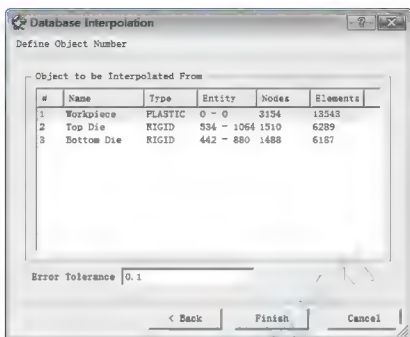 Database Interpolation
Define Object Number
Object to be Interpolated From
# Name Type Entity Nodes Elements
1 Workpiece PLASTIC 0 - 0 3154 13543
2 Top Die RIGID 534 - 1064 1510 6289
3 Bottom Die RIGID 442 - 880 1488 6187
Error Tolerance 0.1
< Back Finish Cancel